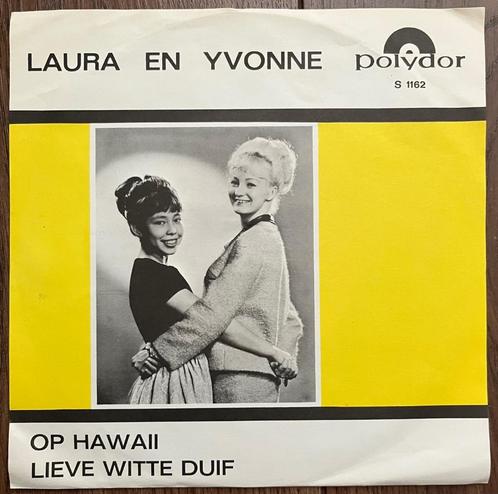 LAURA EN YVONNE
polydor
S 1162
OP HAWAII
LIEVE WITTE DUIF